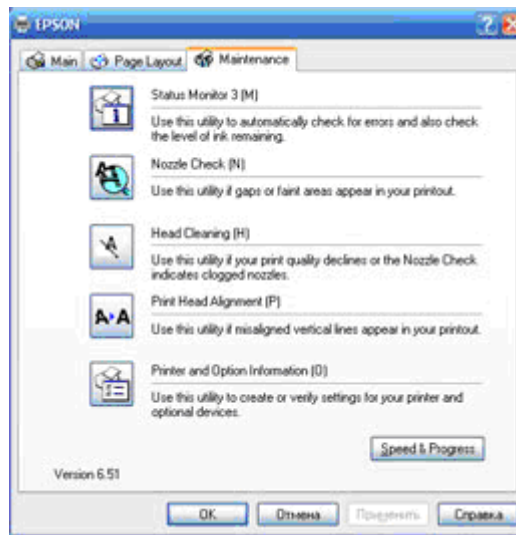 EPSON
Main Page Layout Maintenance
Status Monitor 3 (M)
Use this utility to automatically check for errors and also check
the level of ink remaining.
Nozzle Check (N)
Use this utility if gaps or faint areas appear in your printout.
Head Cleaning (H)
Use this utility if your print quality declines or the Nozzle Check
indicates clogged nozzles.
Print Head Alignment (P)
Use this utility if misaligned vertical lines appear in your printout.
Printer and Option Information (O)
Use this utility to create or verify settings for your printer and
optional devices.
Speed & Progress
Version 6.51
OK Отмена Применить Справка